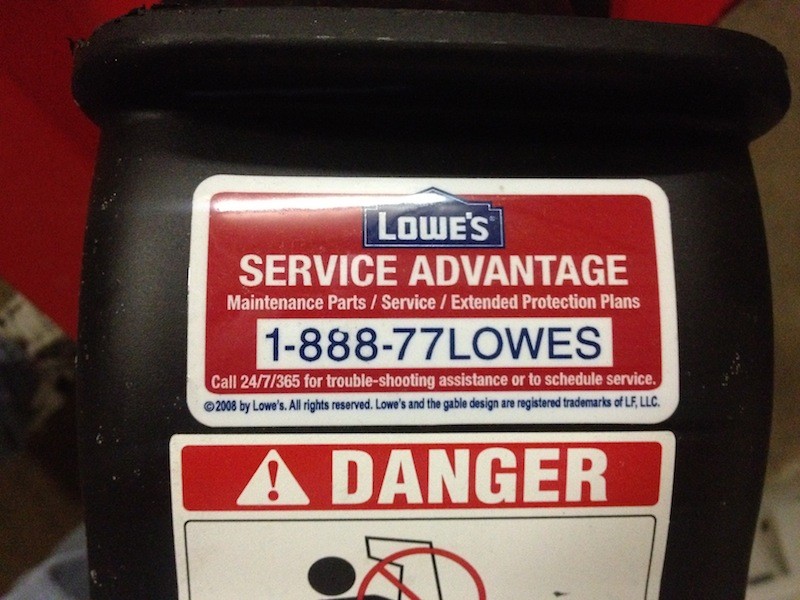 LOWE'S
SERVICE ADVANTAGE
Maintenance Parts / Service / Extended Protection Plans
1-888-77LOWES
Call 24/7/365 for trouble-shooting assistance or to schedule service.
©2008 by Lowe's. All rights reserved. Lowe's and the gable design are registered trademarks of LF, LLC.
DANGER